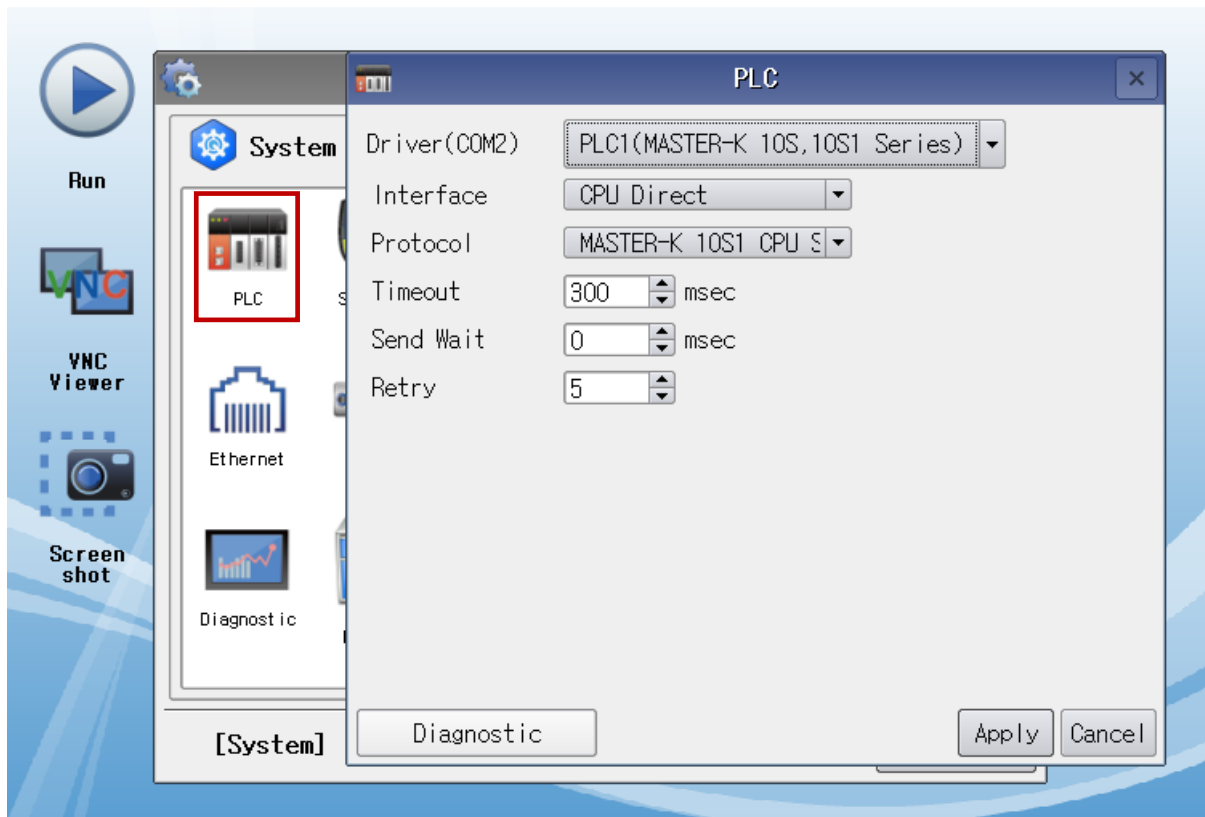 Run
VNC
VNC
Viewer
Screen
shot
System
PLC
S
Ethernet
Diagnostic
[System]
PLC
Driver(COM2) PLC1(MASTER-K 10S,10S1 Series)
Interface CPU Direct
Protocol MASTER-K 10S1 CPU S
Timeout 300 msec
Send Wait 0 msec
Retry 5
Diagnostic Apply Cancel